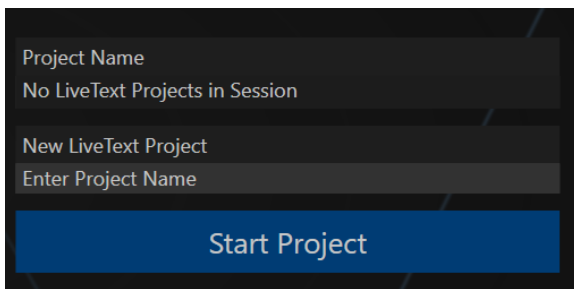 Project Name
No LiveText Projects in Session
New LiveText Project
Enter Project Name
Start Project